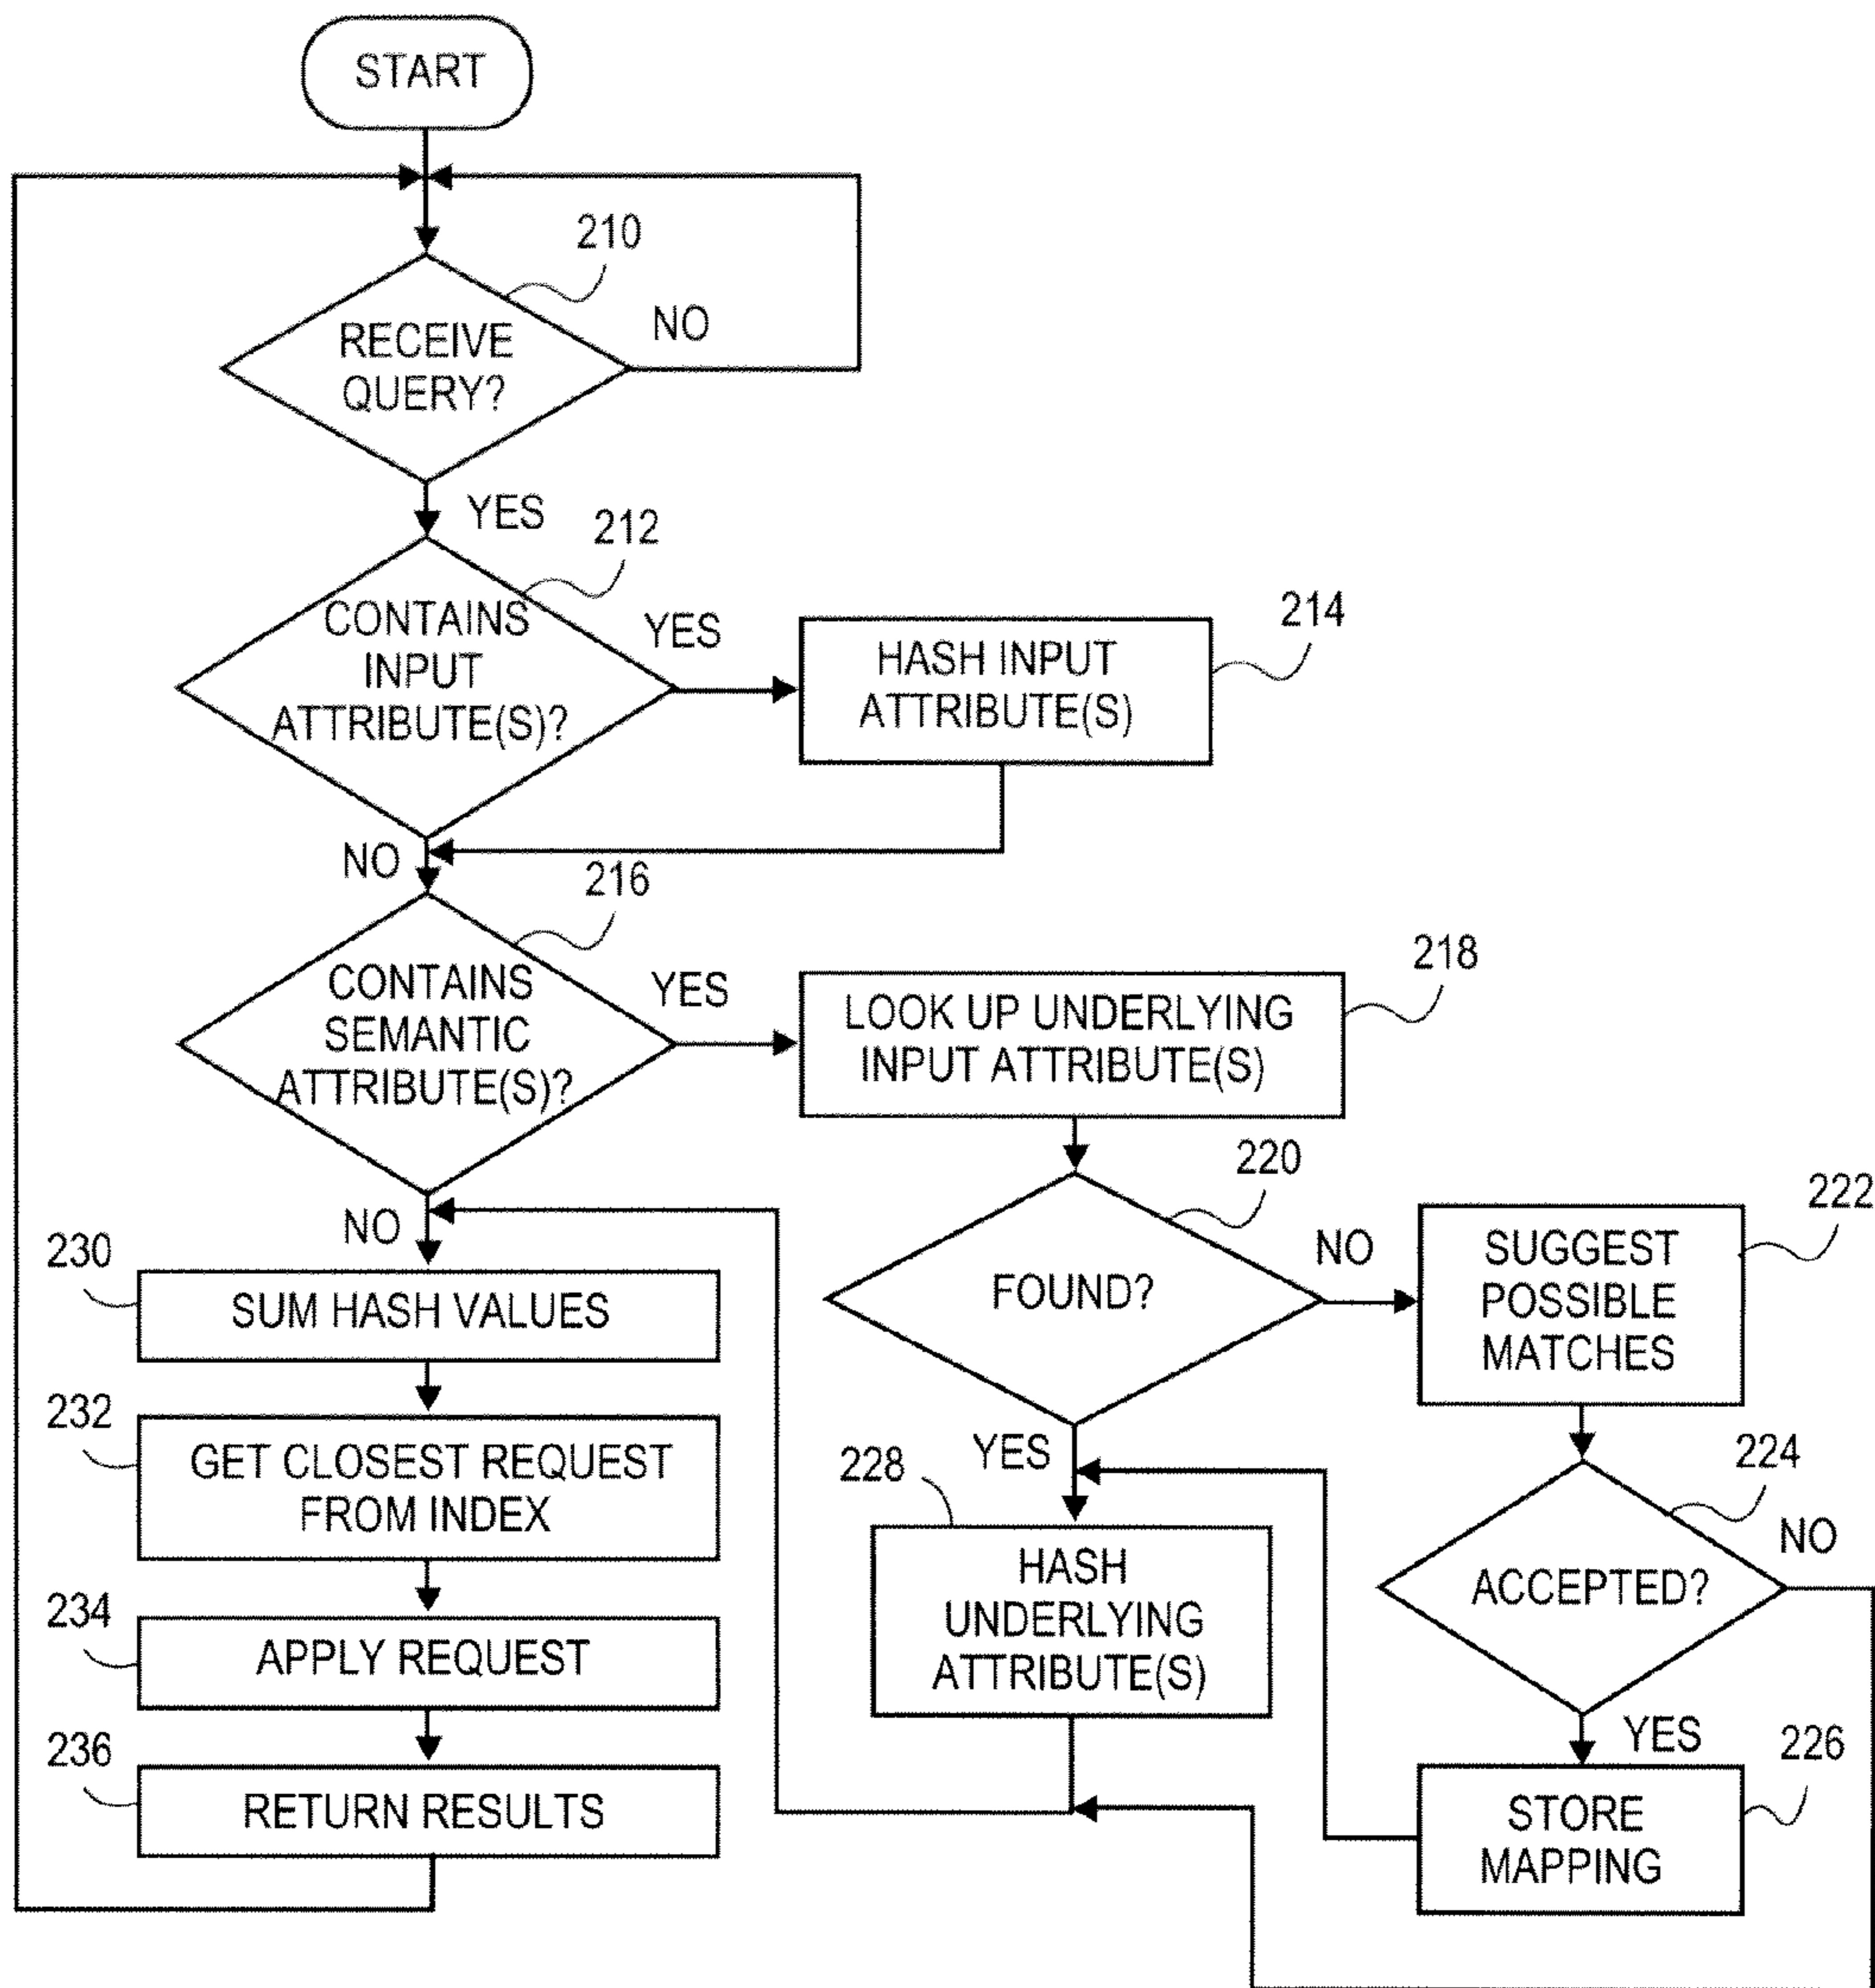 START
210
RECEIVE
QUERY?
NO
YES
212
CONTAINS
INPUT
ATTRIBUTE(S)?
YES
214
HASH INPUT
ATTRIBUTE(S)
NO
216
CONTAINS
SEMANTIC
ATTRIBUTE(S)?
YES
218
LOOK UP UNDERLYING
INPUT ATTRIBUTE(S)
220
FOUND?
NO
222
SUGGEST
POSSIBLE
MATCHES
224
ACCEPTED?
NO
YES
226
STORE
MAPPING
YES
228
HASH
UNDERLYING
ATTRIBUTE(S)
NO
230
SUM HASH VALUES
232
GET CLOSEST REQUEST
FROM INDEX
234
APPLY REQUEST
236
RETURN RESULTS